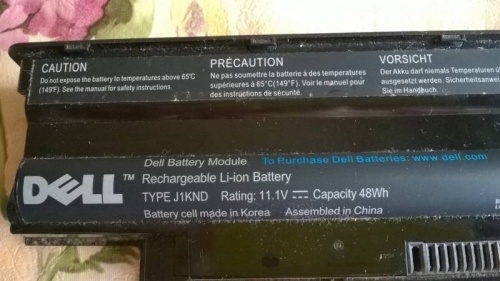 CAUTION
Do not expose the battery to temperatures above 65℃
(149°F). See the manual for safety instructions.
PRÉCAUTION
Ne pas soumettre la batterie à des températures
supérieures à 65°C(149°F). Voir le manuel pour
des instructions de sécurité.
VORSICHT
Der Akku darf niemals Temperaturen
ausgesetzt werden.
Sie im Handbuch.
DELL™
Dell Battery Module To Purchase Dell Batteries: www.dell.com
Rechargeable Li-ion Battery
TYPE J1KND Rating: 11.1V ⎓ Capacity 48Wh
Battery cell made in Korea Assembled in China